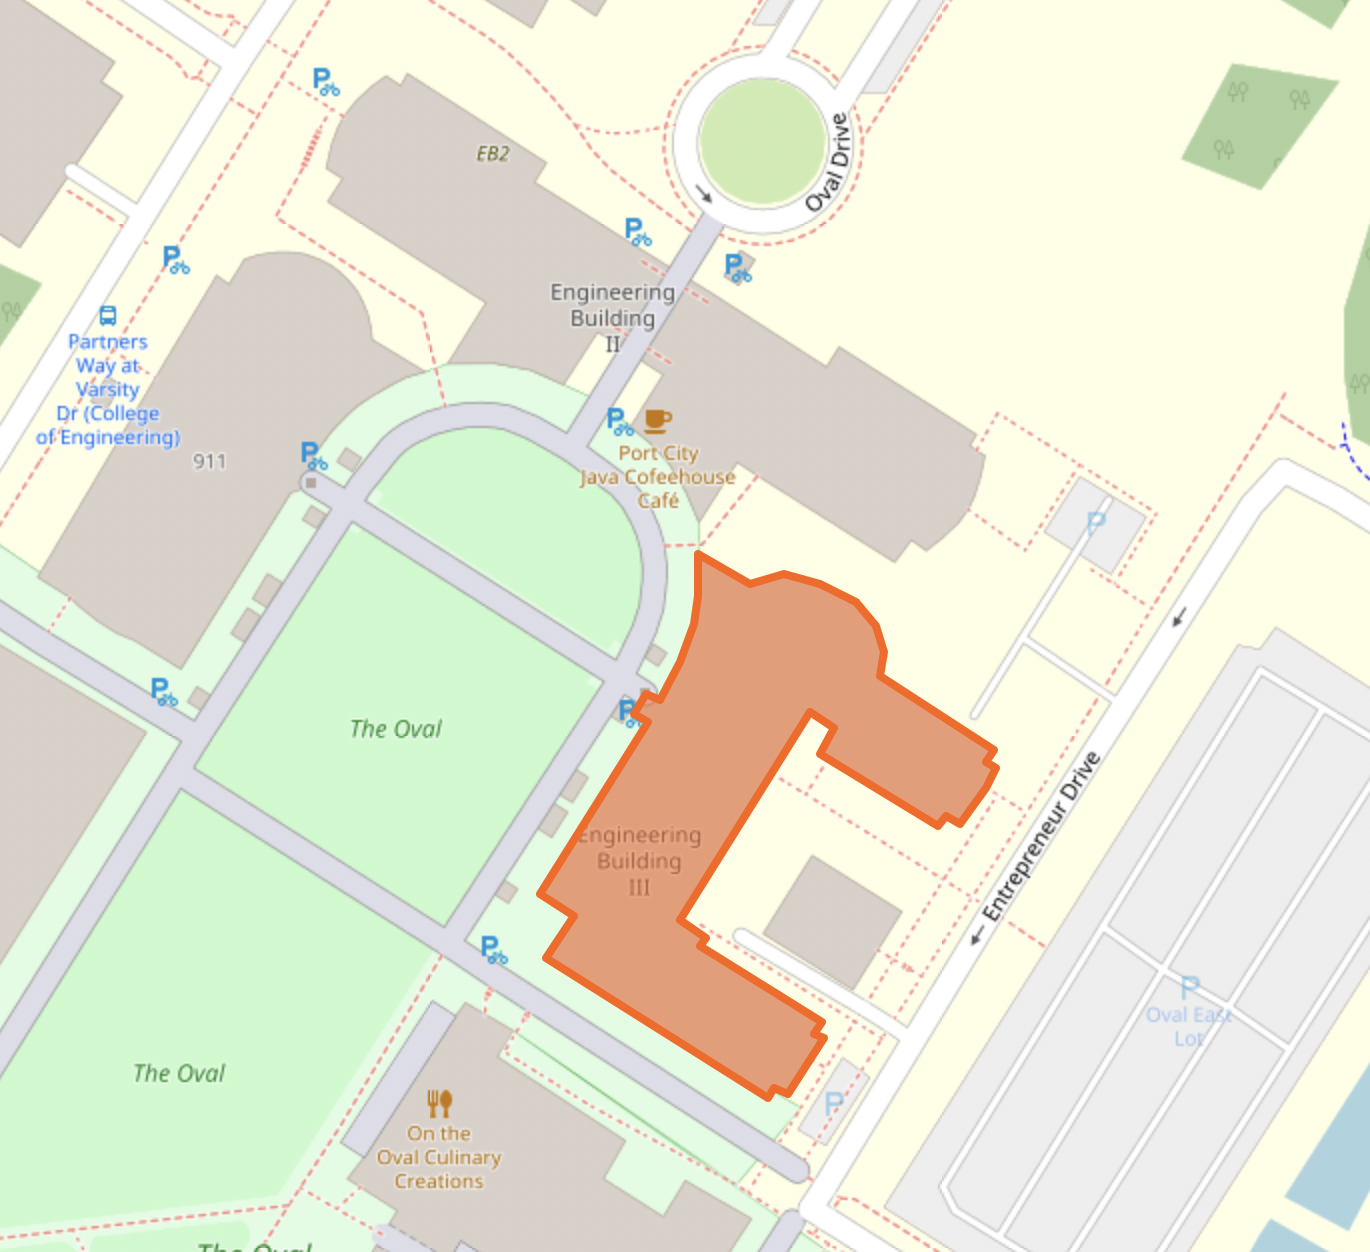 EB2
Oval Drive
Engineering
Building
II
Partners
Way at
Varsity
Dr (College
of Engineering)
911
Port City
Java Cofeehouse
Café
P
The Oval
Engineering
Building
III
Entrepreneur Drive
P
Oval East
Lot
The Oval
P
On the
Oval Culinary
Creations
The Oval
P
P
P
P
P
P
P
P